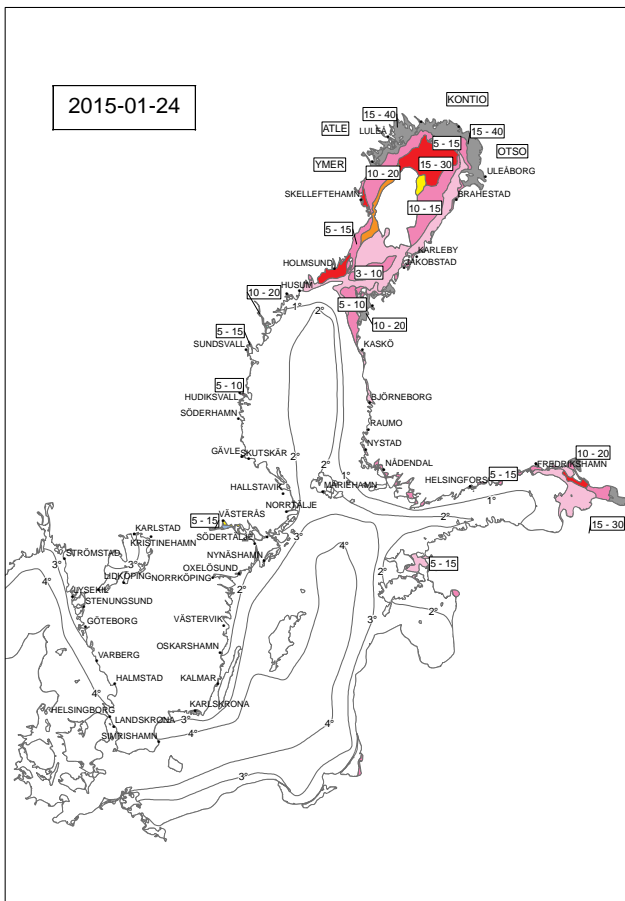 2015-01-24
KONTIO
15 - 40
ATLE
LULEÅ
15 - 40
5 - 15
OTSO
YMER
15 - 30
10 - 20
ULEÅBORG
SKELLEFTEHAMN
BRAHESTAD
10 - 15
5 - 15
KARLEBY
JAKOBSTAD
HOLMSUND
3 - 10
HUSUM
10 - 20
1°
2°
5 - 10
10 - 20
5 - 15
SUNDSVALL
KASKÖ
5 - 10
HUDIKSVALL
BJÖRNEBORG
SÖDERHAMN
RAUMO
NYSTAD
GÄVLE
SKUTSKÄR
2°
2°
1°
NÅDENDAL
10 - 20
FREDRIKSHAMN
HALLSTAVIK
MARIEHAMN
HELSINGFORS
5 - 15
1°
NORRTÄLJE
VÄSTERÅS
5 - 15
2°
2°
15 - 30
KARLSTAD
KRISTINEHAMN
SÖDERTÄLJE
3°
4°
STRÖMSTAD
3°
3°
NYNÄSHAMN
5 - 15
OXELÖSUND
LIDKÖPING
NORRKÖPING
2°
2°
4°
LYSEKIL
STENUNGSUND
2°
GÖTEBORG
VÄSTERVIK
3°
OSKARSHAMN
VARBERG
HALMSTAD
KALMAR
4°
HELSINGBORG
LANDSKRONA
KARLSKRONA
3°
4°
4°
SIMRISHAMN
3°